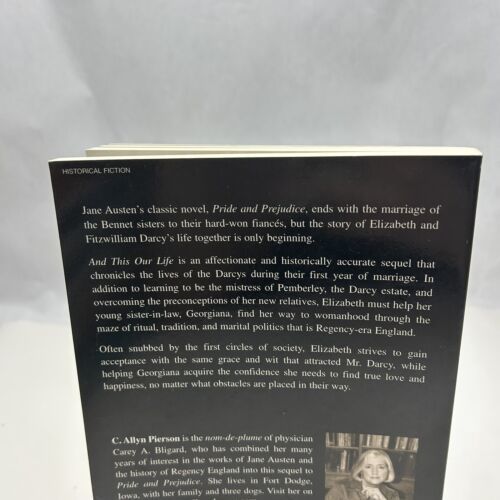 HISTORICAL FICTION
Jane Austen's classic novel, Pride and Prejudice, ends with the marriage of
the Bennet sisters to their hard-won fiancés, but the story of Elizabeth and
Fitzwilliam Darcy's life together is only beginning.
And This Our Life is an affectionate and historically accurate sequel that
chronicles the lives of the Darcys during their first year of marriage. In
addition to learning to be the mistress of Pemberley, the Darcy estate, and
overcoming the preconceptions of her new relatives, Elizabeth must help her
young sister-in-law, Georgiana, find her way to womanhood through the
maze of ritual, tradition, and marital politics that is Regency-era England.
Often snubbed by the first circles of society, Elizabeth strives to gain
acceptance with the same grace and wit that attracted Mr. Darcy, while
helping Georgiana acquire the confidence she needs to find true love and
happiness, no matter what obstacles are placed in their way.
C. Allyn Pierson is the nom-de-plume of physician
Carey A. Bligard, who has combined her many
years of interest in the works of Jane Austen and
the history of Regency England into this sequel to
Pride and Prejudice. She lives in Fort Dodge,
Iowa, with her family and three dogs. Visit her on